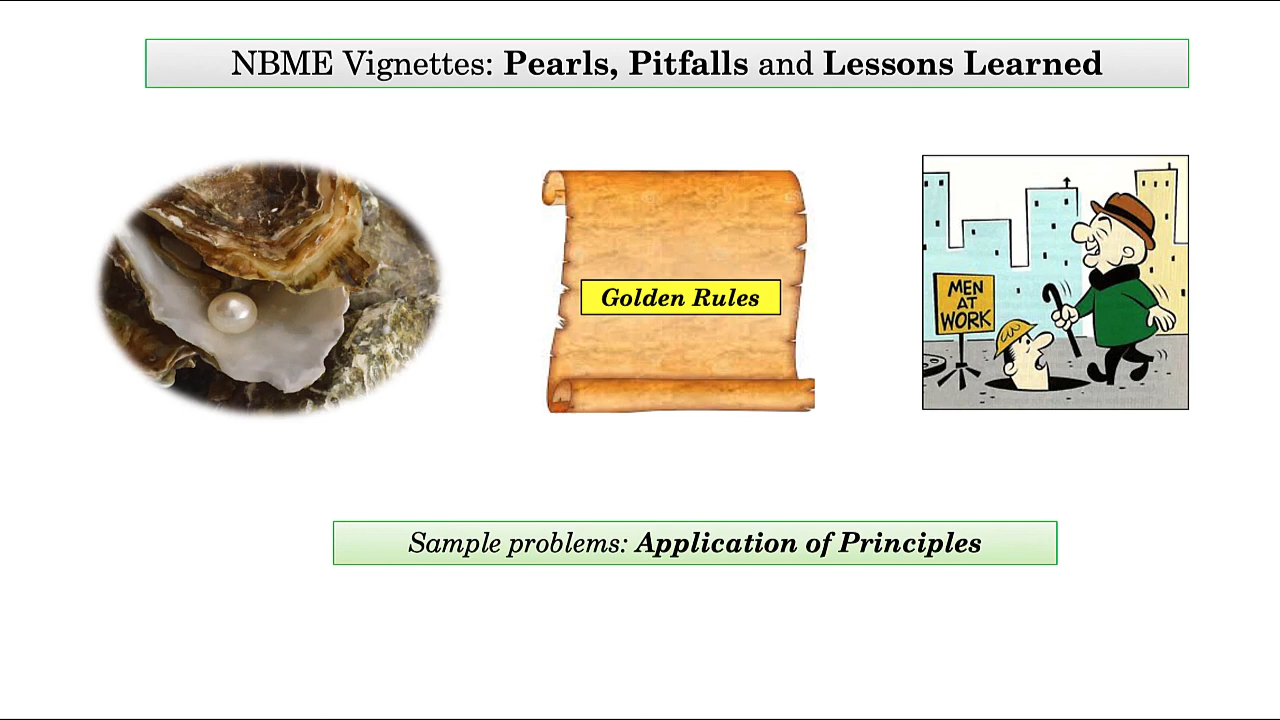 NBME Vignettes: Pearls, Pitfalls and Lessons Learned
Golden Rules
MEN
AT
WORK
Sample problems: Application of Principles